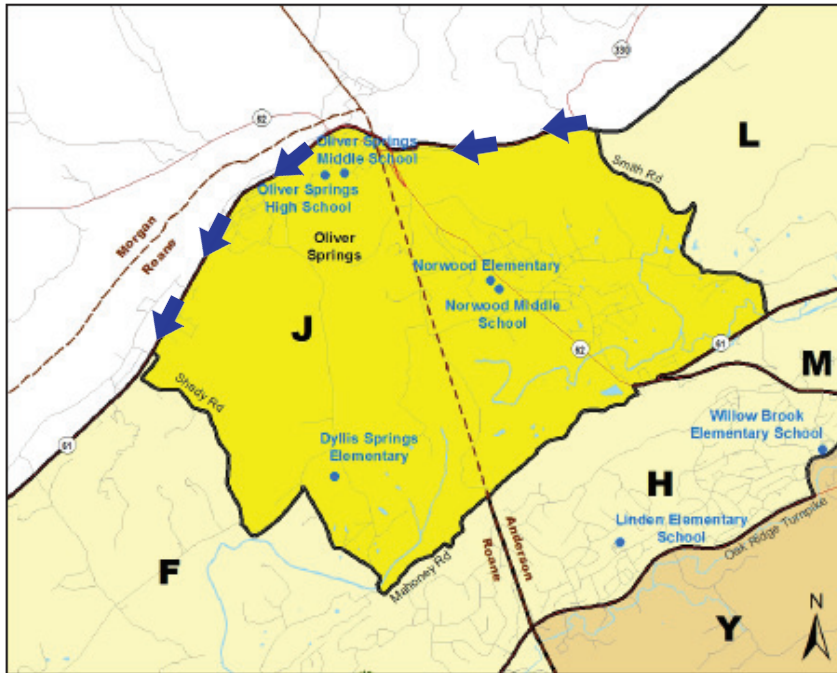 330
62
L
Oliver Springs
Middle School
Smith Rd
Oliver Springs
High School
Morgan
Roane
Oliver
Springs
Norwood Elementary
Norwood Middle
School
J
61
62
M
Shady Rd
Willow Brook
Elementary School
61
Dyllis Springs
Elementary
H
Anderson
Roane
Linden Elementary
School
Oak Ridge Turnpike
F
Mahoney Rd
N
Y